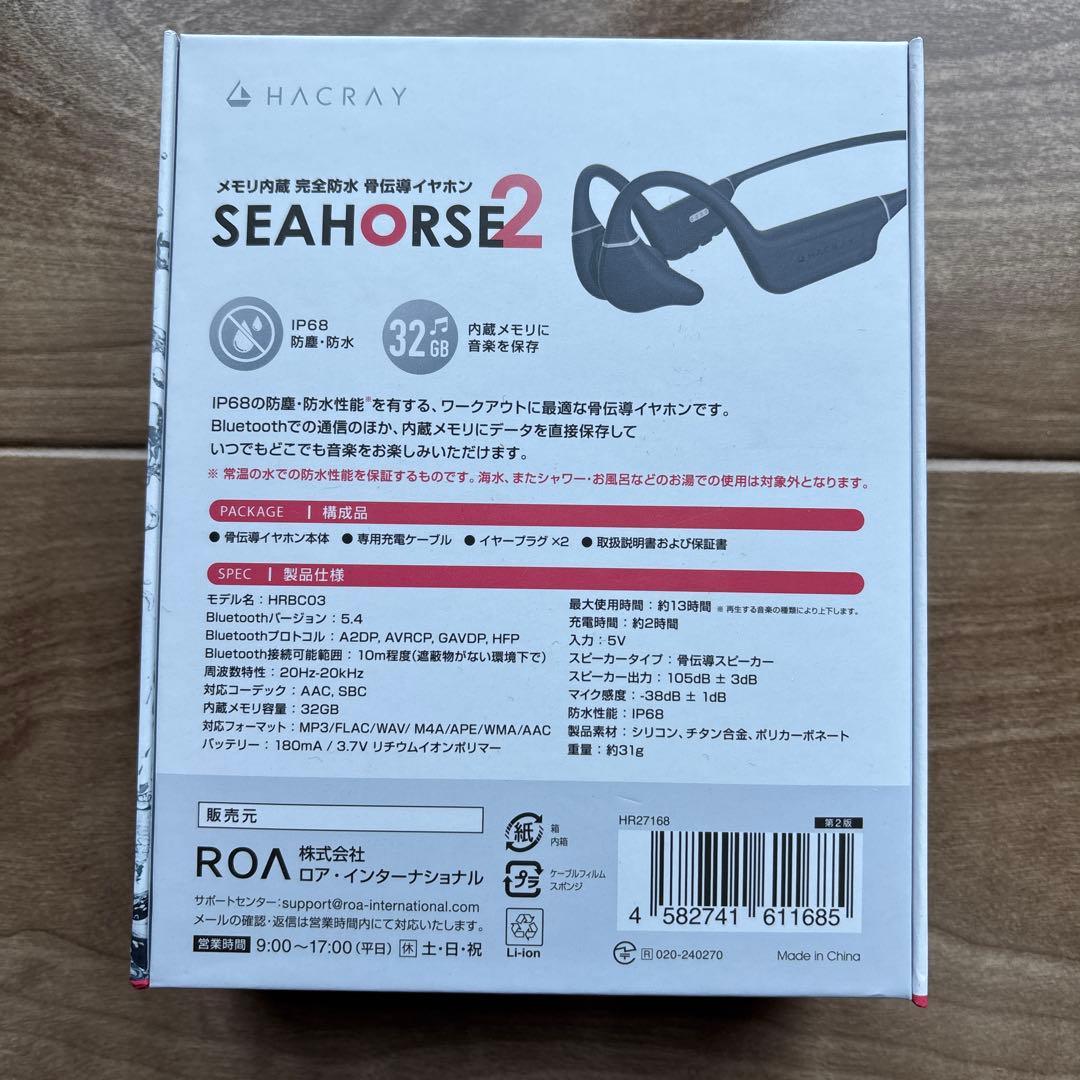 HACRAY
メモリ内蔵 完全防水 骨伝導イヤホン
SEAHORSE2
HACRAY
IP68
防塵・防水
32GB
内蔵メモリに
音楽を保存
IP68の防塵・防水性能※を有する、ワークアウトに最適な骨伝導イヤホンです。
Bluetoothでの通信のほか、内蔵メモリにデータを直接保存して
いつでもどこでも音楽をお楽しみいただけます。
※ 常温の水での防水性能を保証するものです。海水、またシャワー・お風呂などのお湯での使用は対象外となります。
PACKAGE | 構成品
● 骨伝導イヤホン本体 ● 専用充電ケーブル ● イヤープラグ×2 ● 取扱説明書および保証書
SPEC | 製品仕様
モデル名：HRBC03
Bluetoothバージョン：5.4
Bluetoothプロトコル：A2DP, AVRCP, GAVDP, HFP
Bluetooth接続可能範囲：10m程度(遮蔽物がない環境下で)
周波数特性：20Hz-20kHz
対応コーデック：AAC, SBC
内蔵メモリ容量：32GB
対応フォーマット：MP3/FLAC/WAV/ M4A/APE/WMA/AAC
バッテリー：180mA / 3.7V リチウムイオンポリマー
最大使用時間：約13時間 ※ 再生する音楽の種類により上下します。
充電時間：約2時間
入力：5V
スピーカータイプ：骨伝導スピーカー
スピーカー出力：105dB ± 3dB
マイク感度：-38dB ± 1dB
防水性能：IP68
製品素材：シリコン、チタン合金、ポリカーボネート
重量：約31g
販売元
ROA 株式会社
ロア・インターナショナル
サポートセンター：support@roa-international.com
メールの確認・返信は営業時間内にて対応いたします。
営業時間 9:00〜17:00（平日） 休 土・日・祝
紙 箱
内箱
プラ ケーブルフィルム
スポンジ
Li-ion
HR27168 第2版
4 582741 611685
R 020-240270 Made in China